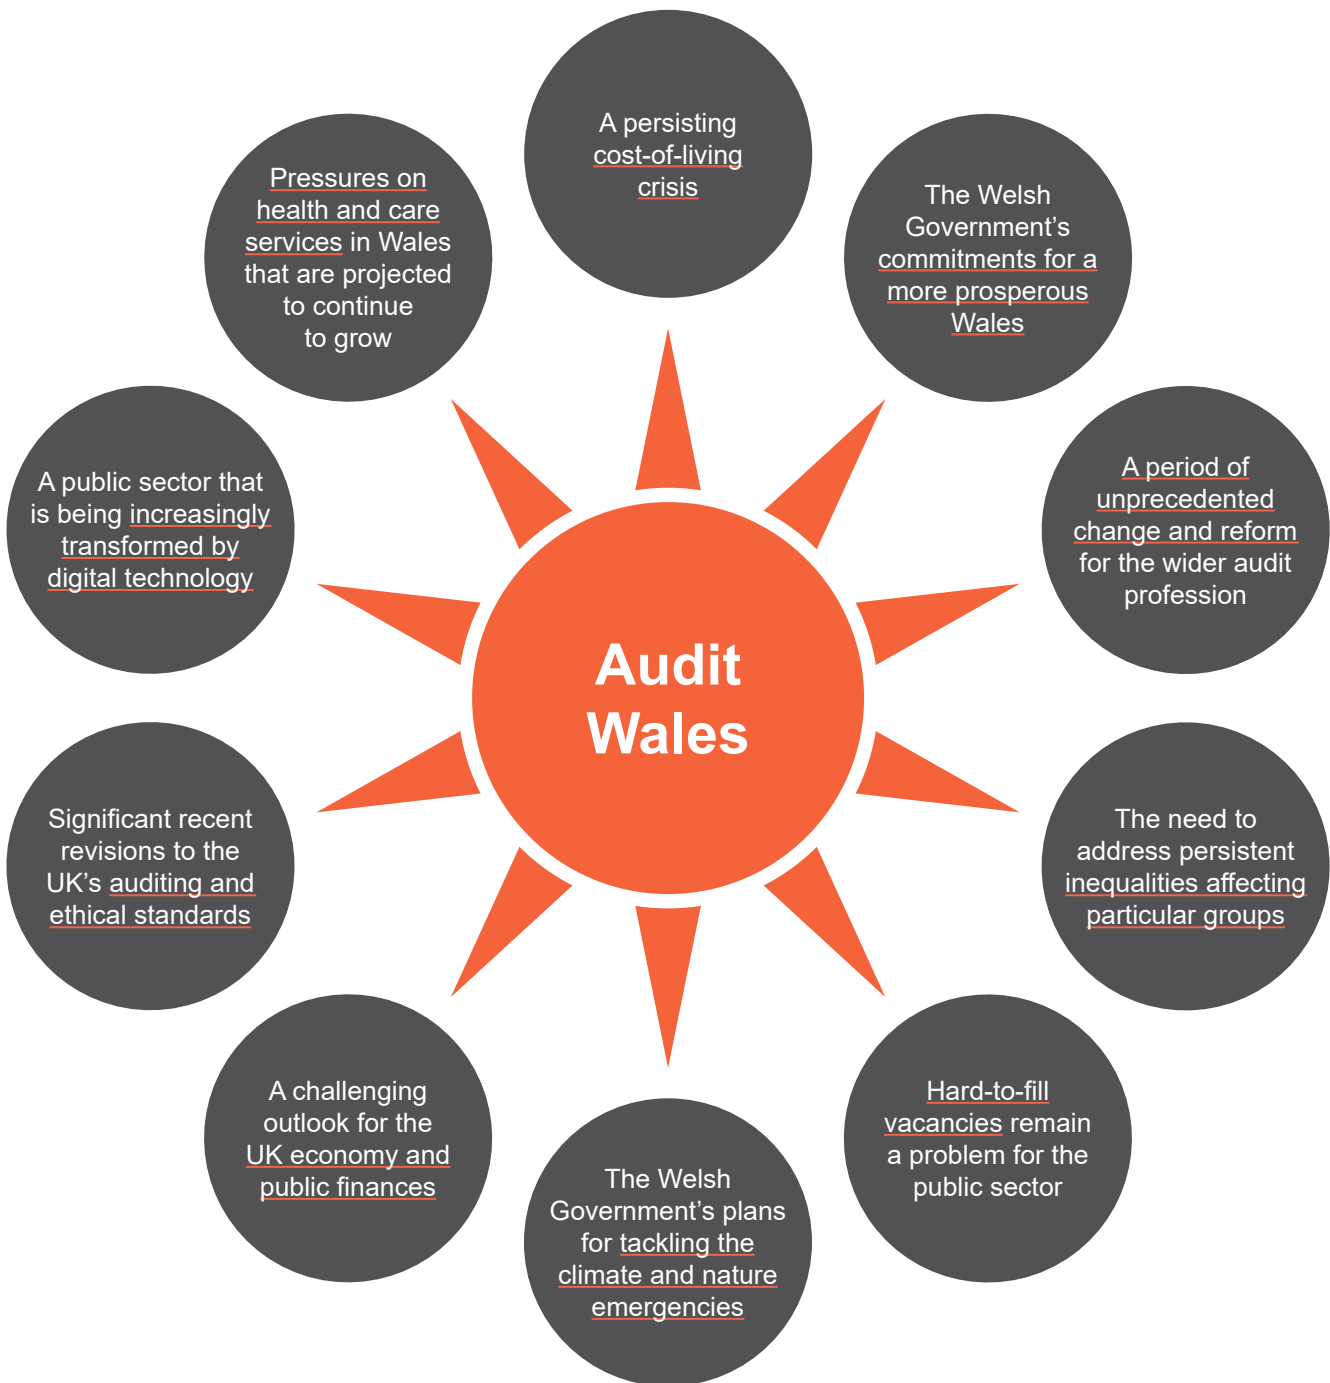 A persisting
cost-of-living
crisis
The Welsh
Government’s
commitments for a
more prosperous
Wales
A period of
unprecedented
change and reform
for the wider audit
profession
The need to
address persistent
inequalities affecting
particular groups
Hard-to-fill
vacancies remain
a problem for the
public sector
The Welsh
Government’s plans
for tackling the
climate and nature
emergencies
A challenging
outlook for the
UK economy and
public finances
Significant recent
revisions to the
UK’s auditing and
ethical standards
A public sector that
is being increasingly
transformed by
digital technology
Pressures on
health and care
services in Wales
that are projected
to continue
to grow
Audit
Wales